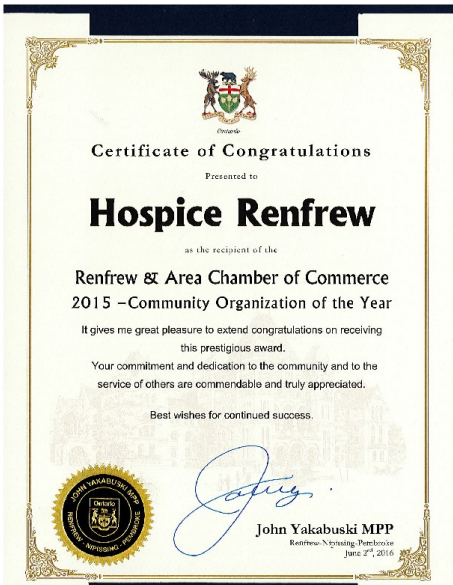 Ontario
Certificate of Congratulations
Presented to
Hospice Renfrew
as the recipient of the
Renfrew & Area Chamber of Commerce
2015 –Community Organization of the Year
It gives me great pleasure to extend congratulations on receiving
this prestigious award.
Your commitment and dedication to the community and to the
service of others are commendable and truly appreciated.
Best wishes for continued success.
JOHN YAKABUSKI MPP
Ontario
RENFREW - NIPISSING - PEMBROKE
John Yakabuski MPP
Renfrew-Nipissing-Pembroke
June 2nd, 2016